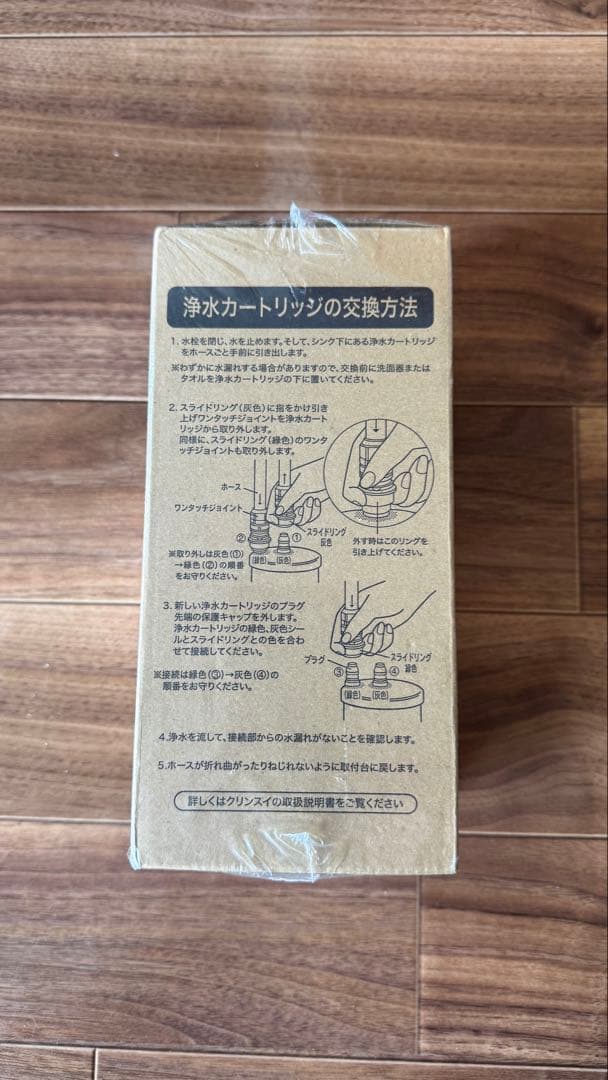 浄水カートリッジの交換方法
1. 水栓を閉じ、水を止めます。そして、シンク下にある浄水カートリッジ
をホースごと手前に引き出します。
※わずかに水漏れする場合がありますので、交換前に洗面器または
タオルを浄水カートリッジの下に置いてください。
2. スライドリング(灰色)に指をかけ引き
上げワンタッチジョイントを浄水カート
リッジから取り外します。
同様に、スライドリング(緑色)のワンタ
ッチジョイントも取り外します。
ホース
ワンタッチジョイント
スライドリング
灰色
② ①
(緑色) (灰色)
外す時はこのリングを
引き上げてください。
※取り外しは灰色(①)
→緑色(②)の順番
をお守りください。
3. 新しい浄水カートリッジのプラグ
先端の保護キャップを外します。
浄水カートリッジの緑色、灰色シー
ルとスライドリングとの色を合わ
せて接続してください。
プラグ
スライドリング
緑色
③ ④
(緑色) (灰色)
※接続は緑色(③)→灰色(④)の
順番をお守りください。
4. 浄水を流して、接続部からの水漏れがないことを確認します。
5. ホースが折れ曲がったりねじれないように取付台に戻します。
詳しくはクリンスイの取扱説明書をご覧ください